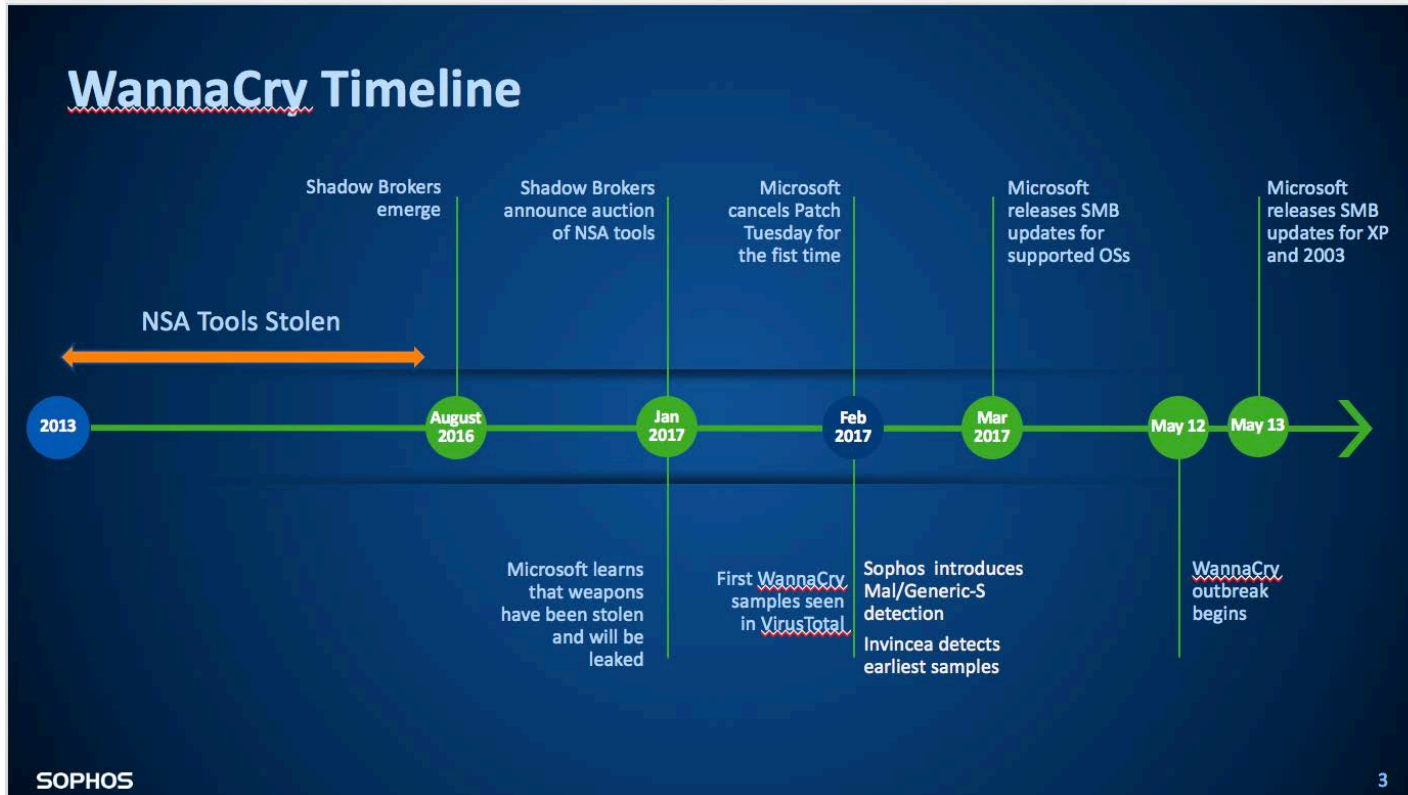 WannaCry Timeline
Shadow Brokers
emerge
Shadow Brokers
announce auction
of NSA tools
Microsoft
cancels Patch
Tuesday for
the fist time
Microsoft
releases SMB
updates for
supported OSs
Microsoft
releases SMB
updates for XP
and 2003
NSA Tools Stolen
2013
August
2016
Jan
2017
Feb
2017
Mar
2017
May 12
May 13
Microsoft learns
that weapons
have been stolen
and will be
leaked
First WannaCry
samples seen
in VirusTotal
Sophos introduces
Mal/Generic-S
detection
Invincea detects
earliest samples
WannaCry
outbreak
begins
SOPHOS
3